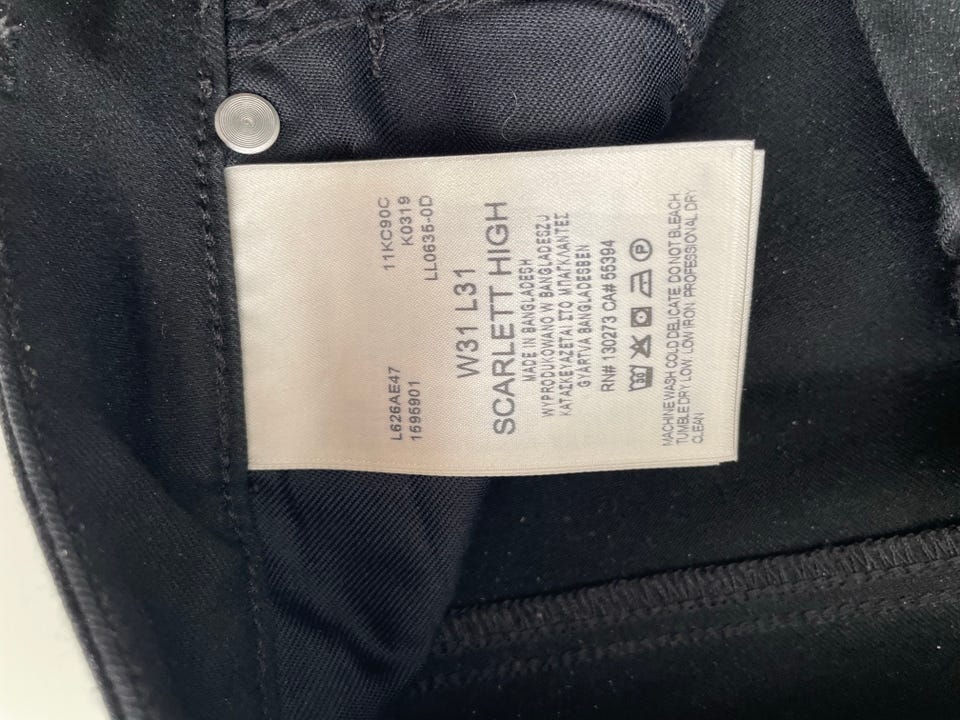 L626AE47 11KC90C
1595901 K0319
LL0635-0D
W31 L31
SCARLETT HIGH
MADE IN BANGLADESH
WYPRODUKOWANO W BANGLADESZU
ΚΑΤΑΣΚΕΥΑΖΕΤΑΙ ΣΤΟ ΜΠΑΓΚΛΑΝΤΕΣ
GYÁRTVA BANGLADESBEN
RN# 130273 CA# 55394
P
MACHINE WASH COLD DELICATE. DO NOT BLEACH.
TUMBLE DRY LOW. LOW IRON. PROFESSIONAL DRY
CLEAN